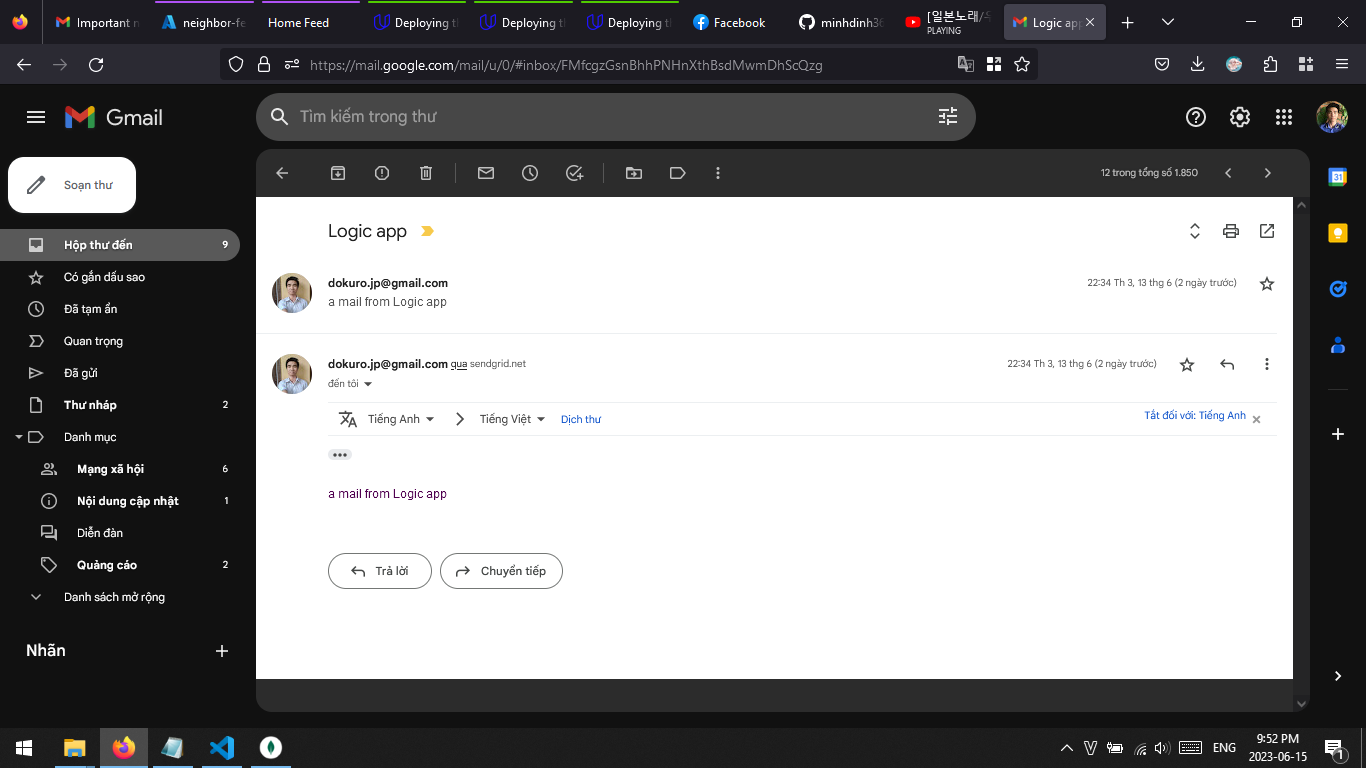 Important n
neighbor-fe
Home Feed
Deploying th
Deploying th
Deploying th
Facebook
minhdinh36
[일본노래/
PLAYING
Logic app
https://mail.google.com/mail/u/0/#inbox/FMfcgzGsnBhhPNHnXthBsdMwmDhScQzg
Gmail
Tìm kiếm trong thư
Soạn thư
12 trong tổng số 1.850
31
Hộp thư đến 9
Có gắn dấu sao
Đã tạm ẩn
Quan trọng
Đã gửi
Thư nháp 2
Danh mục
Mạng xã hội 6
Nội dung cập nhật 1
Diễn đàn
Quảng cáo 2
Danh sách mở rộng
Nhãn
Logic app
dokuro.jp@gmail.com
22:34 Th 3, 13 thg 6 (2 ngày trước)
a mail from Logic app
dokuro.jp@gmail.com qua sendgrid.net
22:34 Th 3, 13 thg 6 (2 ngày trước)
đến tôi
Tiếng Anh
Tiếng Việt
Dịch thư
Tắt đối với: Tiếng Anh
a mail from Logic app
Trả lời
Chuyển tiếp
ENG
9:52 PM
2023-06-15
1